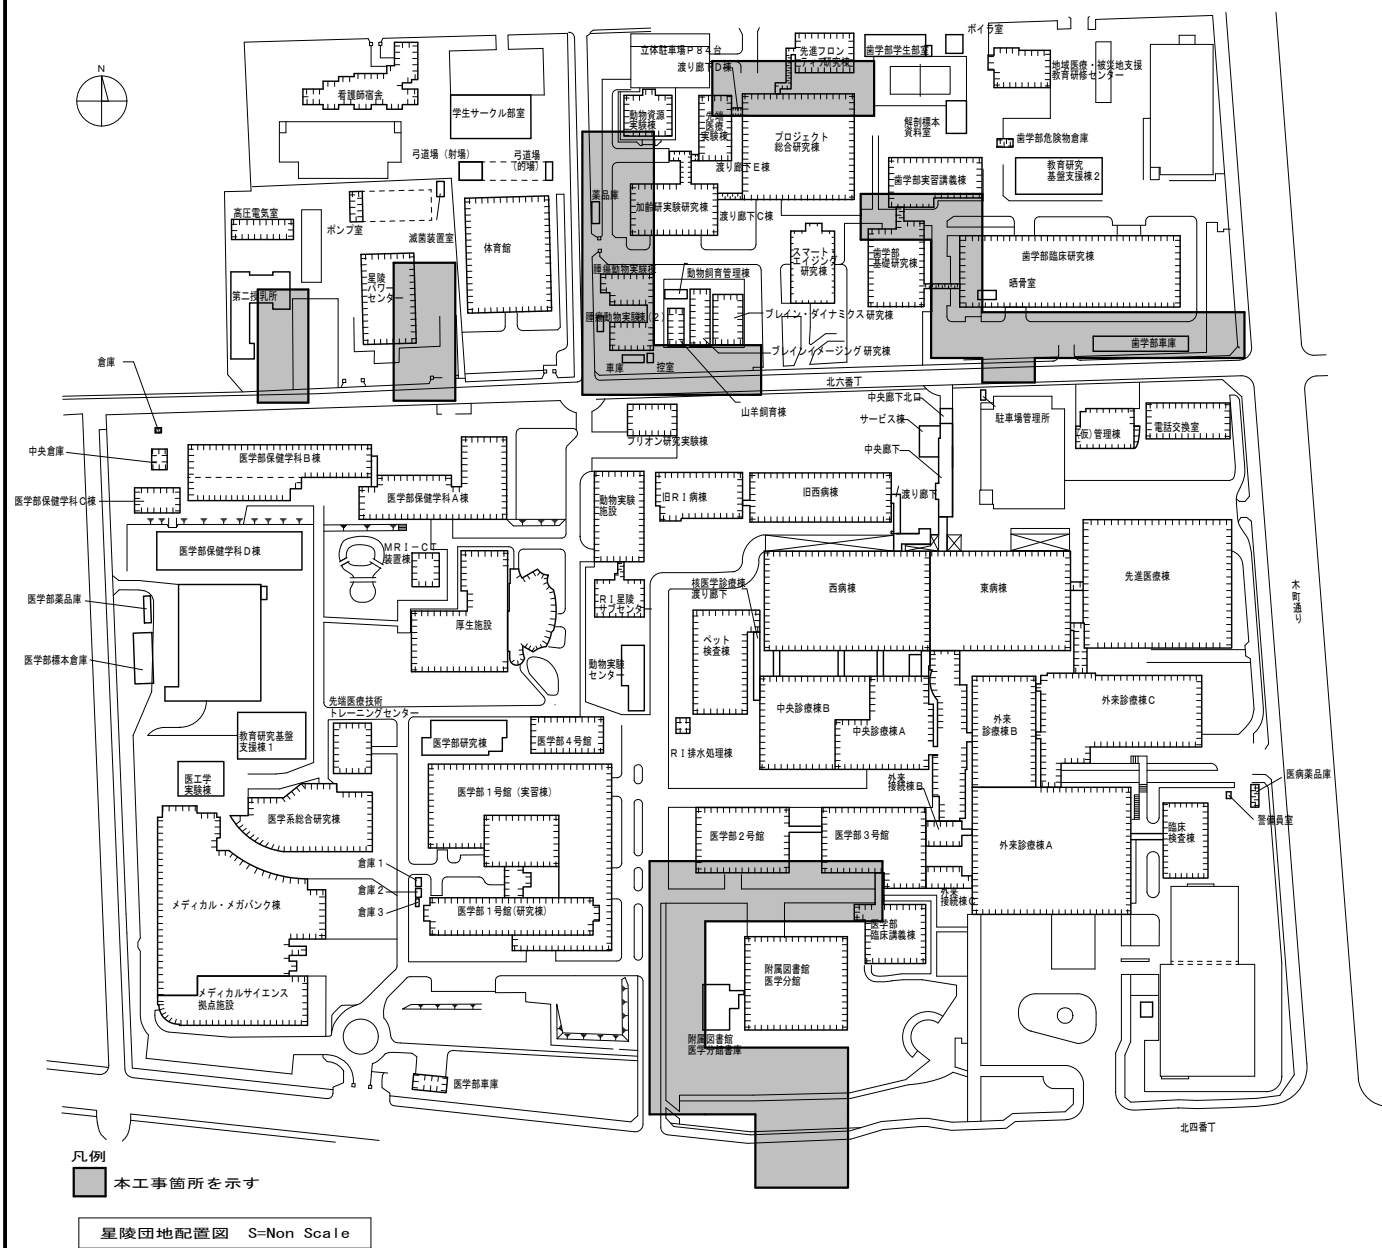 ボイラ室
立体駐車場P84台
先進フロン
ティア研究棟
歯学部学生部室
渡り廊下D棟
地域医療・被災地支援
教育研修センター
N
看護師宿舎
学生サークル部室
動物資源
実験棟
先端
医療
実験棟
プロジェクト
総合研究棟
解剖標本
資料室
歯学部危険物倉庫
弓道場(射場)
弓道場
(的場)
渡り廊下E棟
歯学部実習講義棟
教育研究
基盤支援棟2
薬品庫
加齢研実験研究棟
渡り廊下C棟
高圧電気室
ポンプ室
滅菌装置室
体育館
スマート・
エイジング
研究棟
歯学部
基礎研究棟
歯学部臨床研究棟
晒骨室
星陵
パワー
センター
腫瘍動物実験棟
動物飼育管理棟
第二授乳所
腫瘍動物実験棟(2)
ブレイン・ダイナミクス研究棟
ブレインイメージング研究棟
歯学部車庫
倉庫
車庫
控室
北六番丁
山羊飼育棟
中央廊下北口
サービス棟
駐車場管理所
(仮)管理棟
電話交換室
プリオン研究実験棟
中央倉庫
医学部保健学科B棟
中央廊下
医学部保健学科C棟
医学部保健学科A棟
動物実験
施設
旧RI病棟
旧西病棟
渡り廊下
医学部保健学科D棟
MRI-CT
装置棟
核医学診療棟
渡り廊下
西病棟
東病棟
先進医療棟
木町通り
医学部薬品庫
RI星陵
サブセンター
厚生施設
ペット
検査棟
医学部標本倉庫
動物実験
センター
先端医療技術
トレーニングセンター
中央診療棟B
中央診療棟A
外来
診療棟B
外来診療棟C
教育研究基盤
支援棟1
医学部研究棟
医学部4号館
RI排水処理棟
医工学
実験棟
医学部1号館(実習棟)
外来
接続棟B
医病薬品庫
警備員室
医学系総合研究棟
医学部2号館
医学部3号館
外来診療棟A
臨床
検査棟
倉庫1
倉庫2
倉庫3
メディカル・メガバンク棟
医学部1号館(研究棟)
外来
接続棟C
医学部
臨床講義棟
附属図書館
医学分館
メディカルサイエンス
拠点施設
附属図書館
医学分館書庫
医学部車庫
北四番丁
凡例
本工事箇所を示す
星陵団地配置図 S=Non Scale